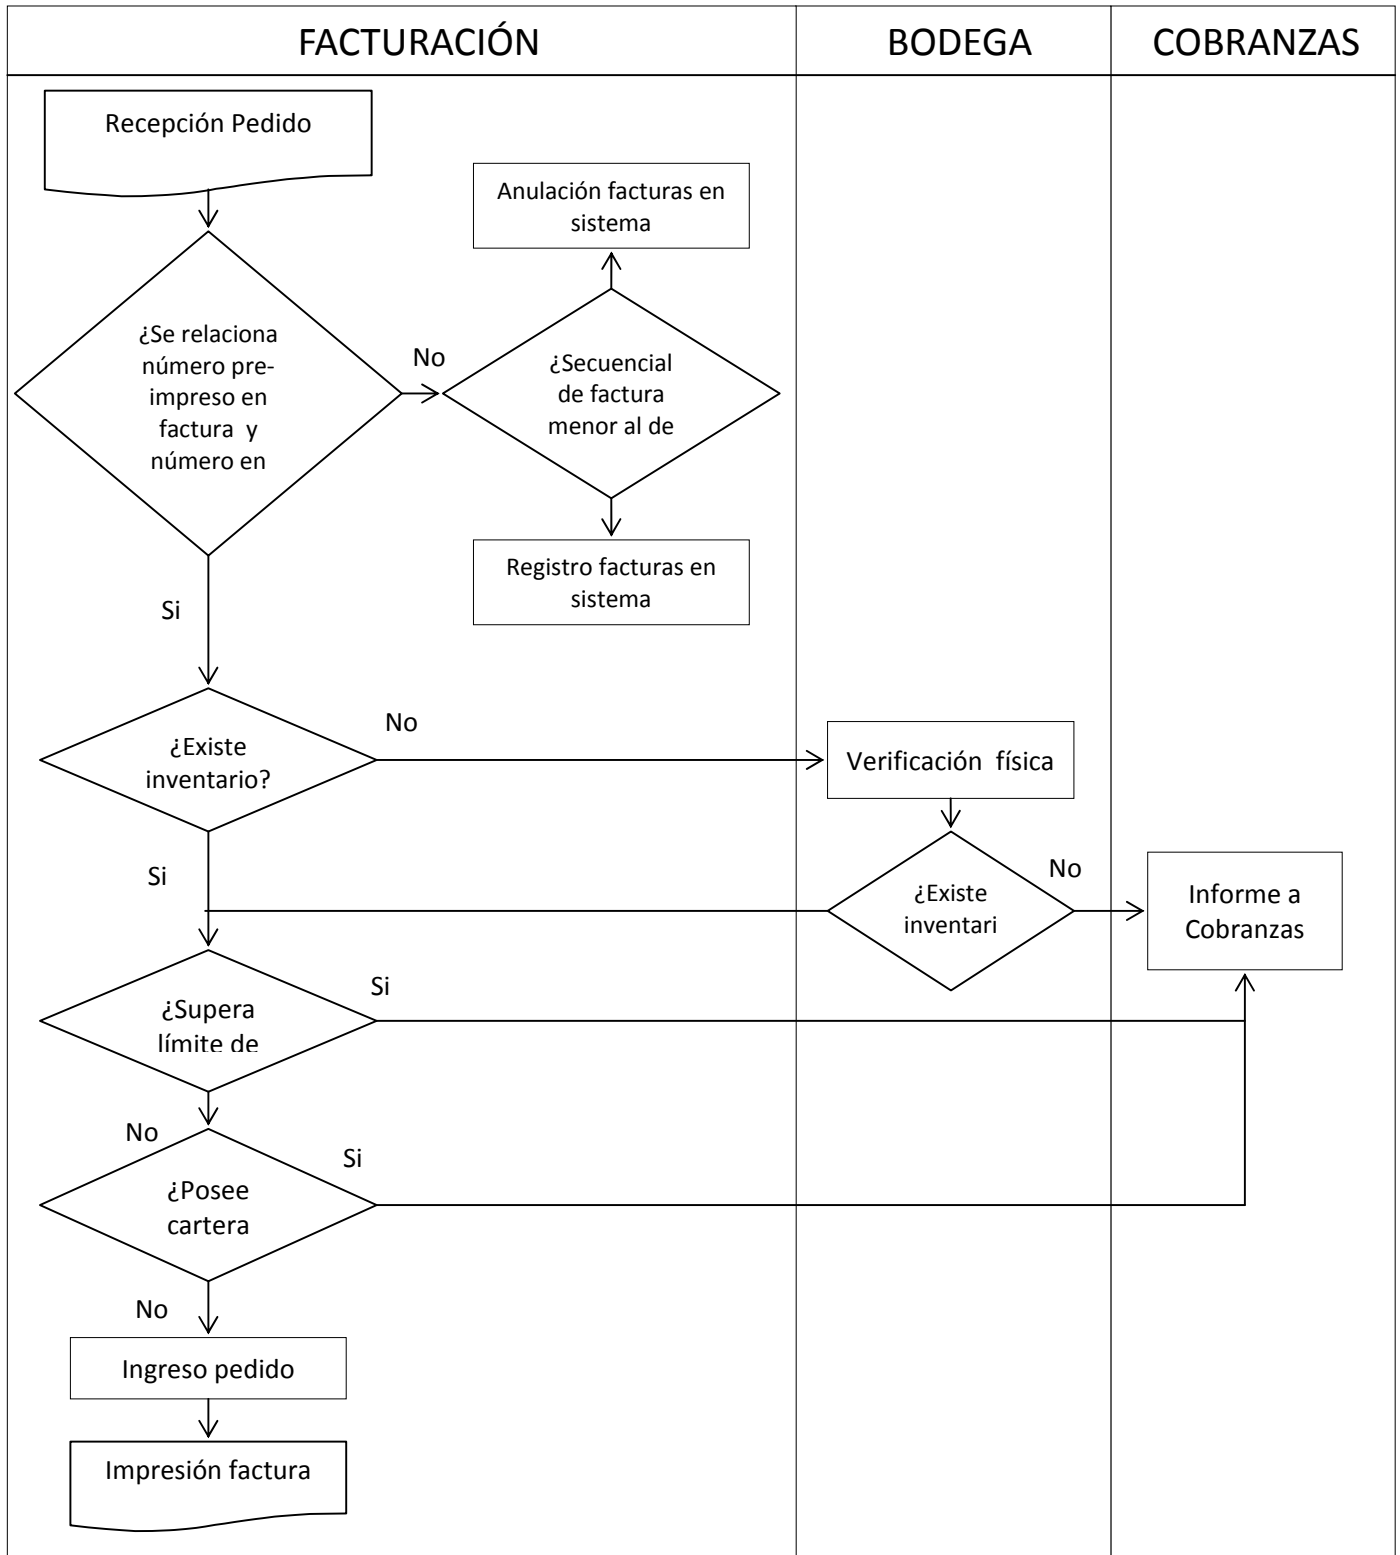 FACTURACIÓN
BODEGA
COBRANZAS
Recepción Pedido
Anulación facturas en
sistema
¿Se relaciona
número pre-
impreso en
factura y
número en
No
¿Secuencial
de factura
menor al de
Registro facturas en
sistema
Si
¿Existe
inventario?
No
Verificación física
Si
¿Existe
inventari
No
Informe a
Cobranzas
¿Supera
límite de
Si
No
¿Posee
cartera
Si
No
Ingreso pedido
Impresión factura